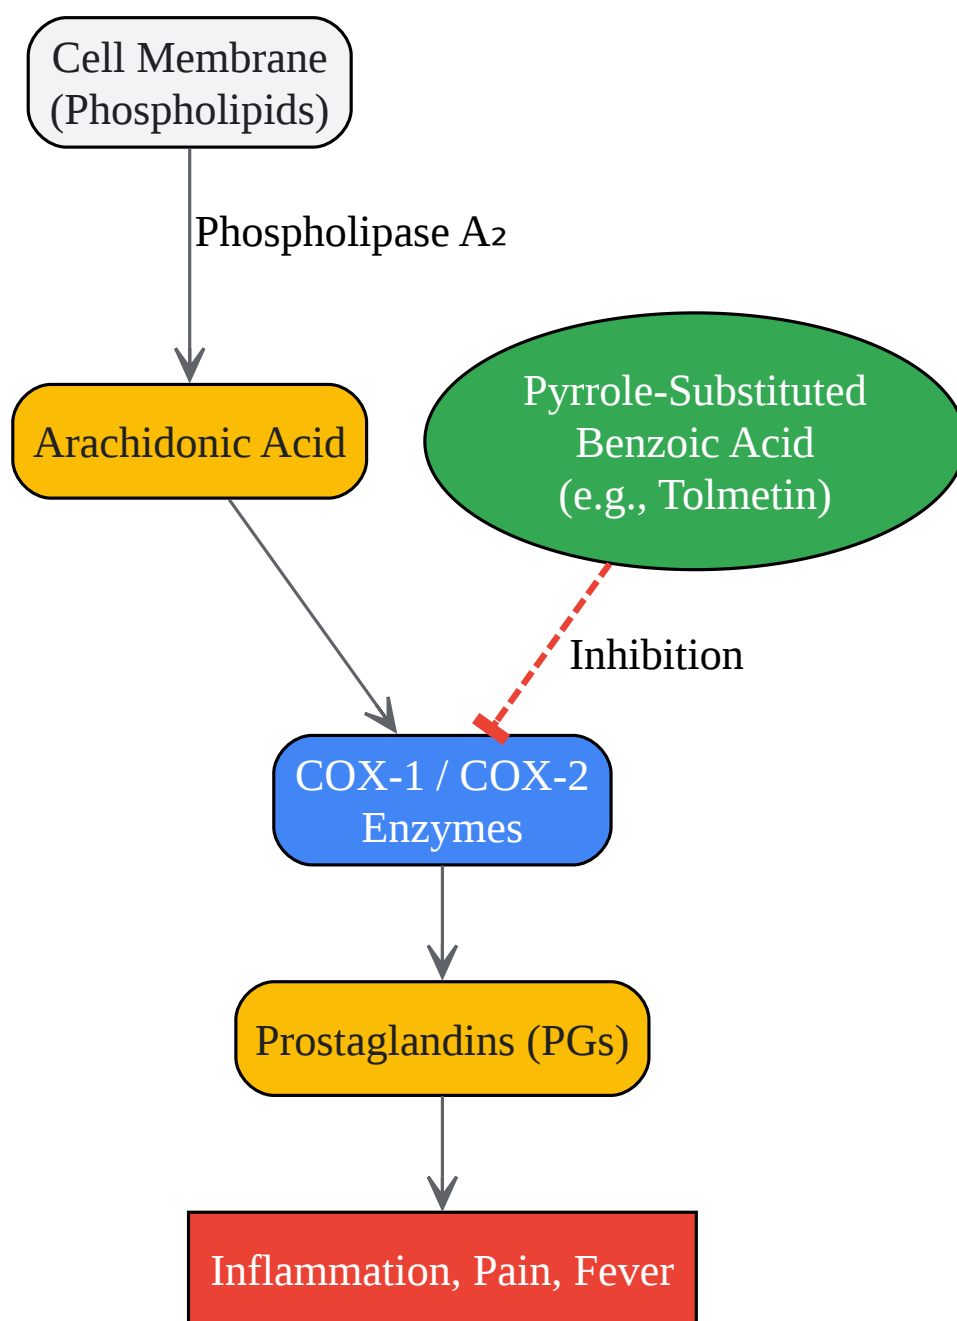 Cell Membrane
(Phospholipids)
Phospholipase A₂
Arachidonic Acid
Pyrrole-Substituted
Benzoic Acid
(e.g., Tolmetin)
Inhibition
COX-1 / COX-2
Enzymes
Prostaglandins (PGs)
Inflammation, Pain, Fever